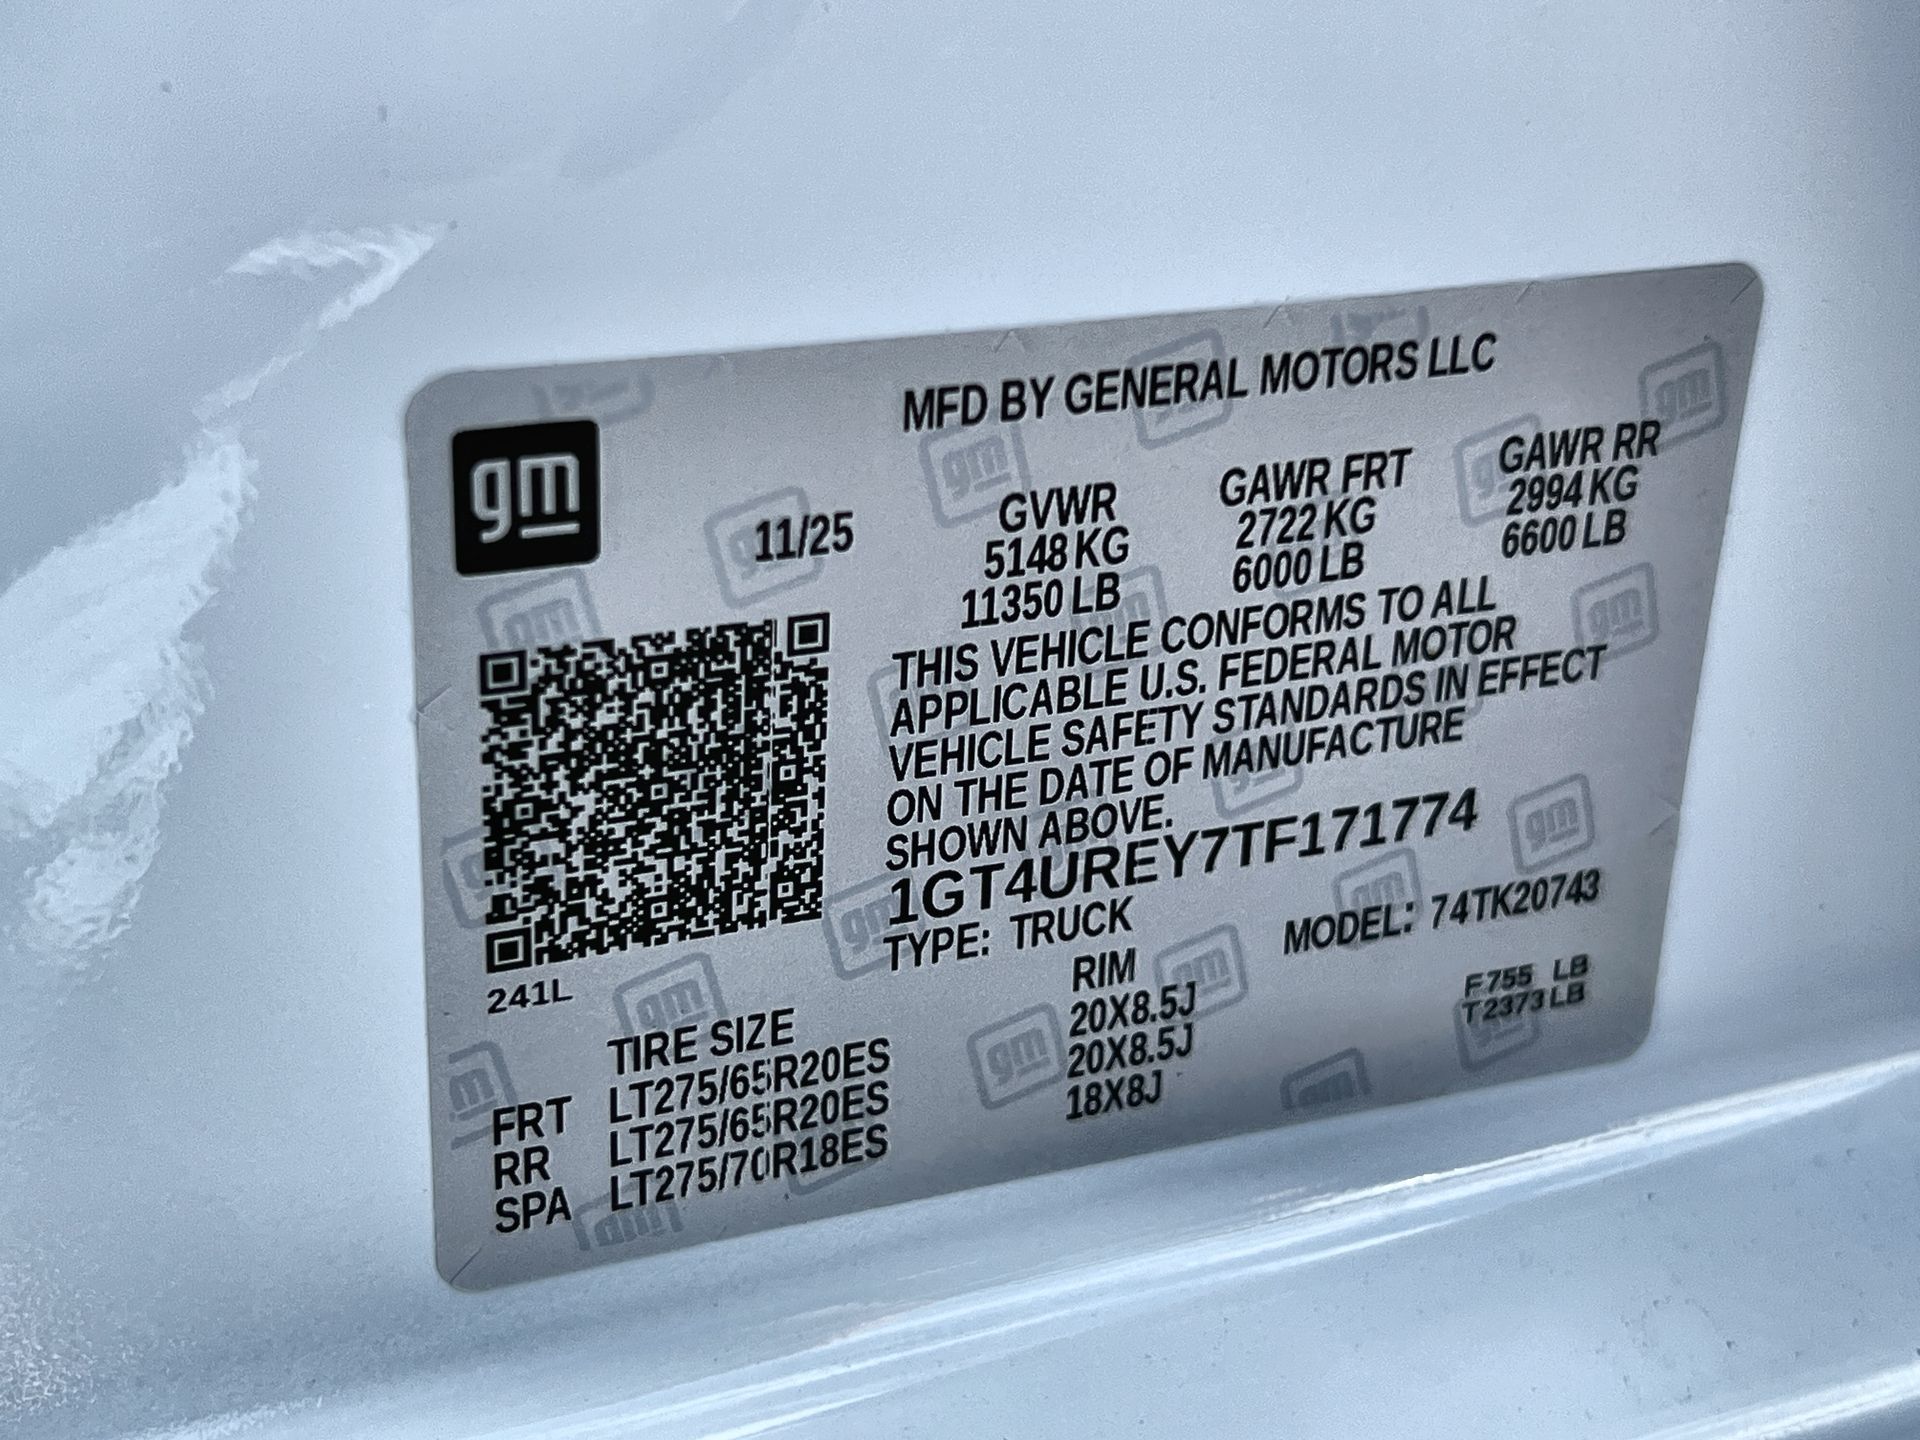 MFD BY GENERAL MOTORS LLC
gm
11/25
GVWR
5148 KG
11350 LB
GAWR FRT
2722 KG
6000 LB
GAWR RR
2994 KG
6600 LB
THIS VEHICLE CONFORMS TO ALL
APPLICABLE U.S. FEDERAL MOTOR
VEHICLE SAFETY STANDARDS IN EFFECT
ON THE DATE OF MANUFACTURE
SHOWN ABOVE.
1GT4UREY7TF171774
TYPE: TRUCK
MODEL: 74TK20743
241L
TIRE SIZE RIM
FRT LT275/65R20ES 20X8.5J
RR LT275/65R20ES 20X8.5J
SPA LT275/70R18ES 18X8J
F 755 LB
T 2373 LB